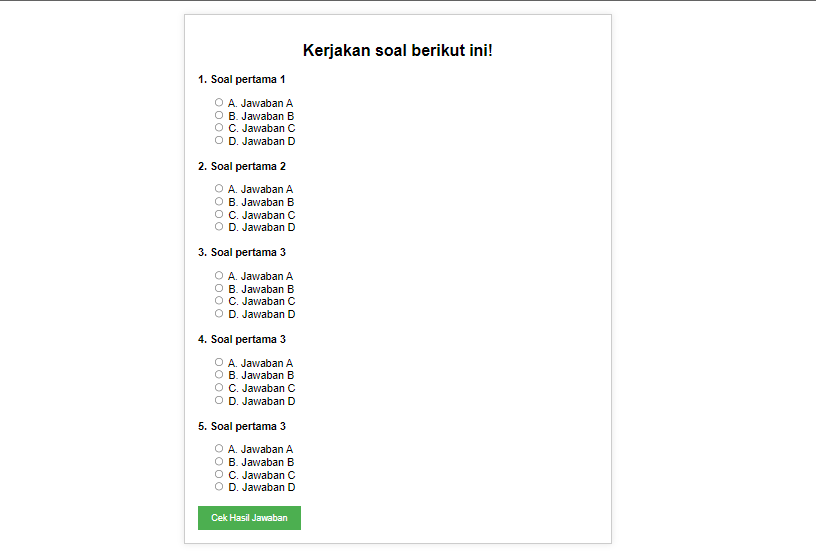 Kerjakan soal berikut ini!
1. Soal pertama 1
A. Jawaban A
B. Jawaban B
C. Jawaban C
D. Jawaban D
2. Soal pertama 2
A. Jawaban A
B. Jawaban B
C. Jawaban C
D. Jawaban D
3. Soal pertama 3
A. Jawaban A
B. Jawaban B
C. Jawaban C
D. Jawaban D
4. Soal pertama 3
A. Jawaban A
B. Jawaban B
C. Jawaban C
D. Jawaban D
5. Soal pertama 3
A. Jawaban A
B. Jawaban B
C. Jawaban C
D. Jawaban D
Cek Hasil Jawaban